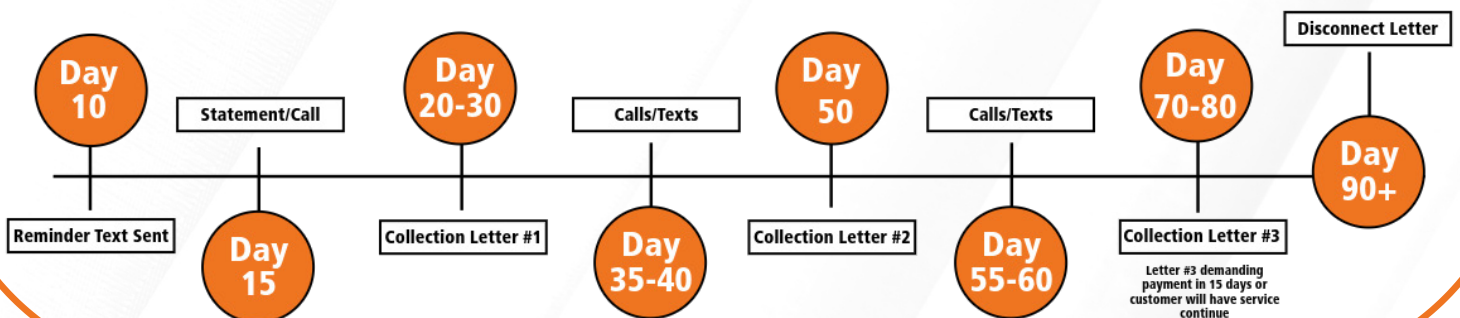 Day
10
Reminder Text Sent
Statement/Call
Day
15
Day
20-30
Collection Letter #1
Calls/Texts
Day
35-40
Day
50
Collection Letter #2
Calls/Texts
Day
55-60
Day
70-80
Collection Letter #3
Letter #3 demanding
payment in 15 days or
customer will have service
continue
Disconnect Letter
Day
90+